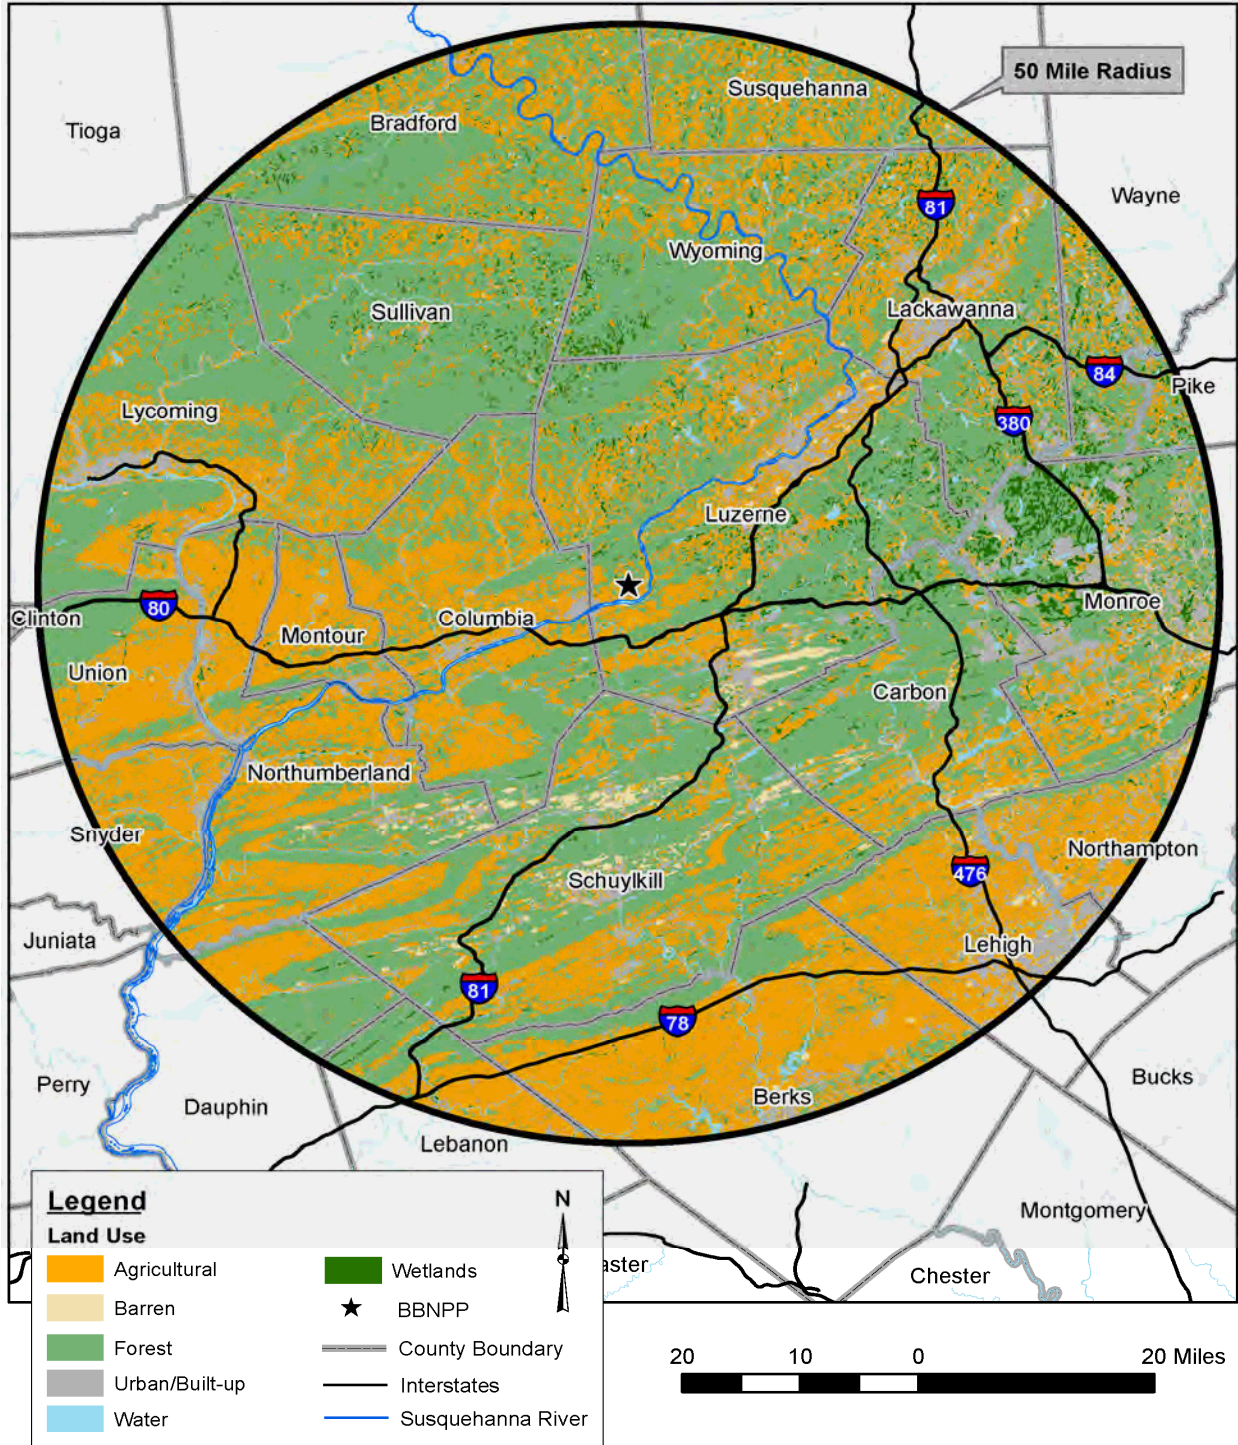 50 Mile Radius
Susquehanna
Bradford
Tioga
Wayne
81
Wyoming
Sullivan
Lackawanna
84
Pike
Lycoming
380
Luzerne
80
Clinton
Columbia
Monroe
Montour
Union
Carbon
Northumberland
Snyder
Northampton
476
Schuylkill
Juniata
Lehigh
81
78
Perry
Bucks
Dauphin
Berks
Lebanon
Montgomery
aster
Chester
Legend
N
Land Use
Agricultural
Wetlands
Barren
BBNPP
Forest
County Boundary
Urban/Built-up
Interstates
Water
Susquehanna River
20 10 0 20 Miles